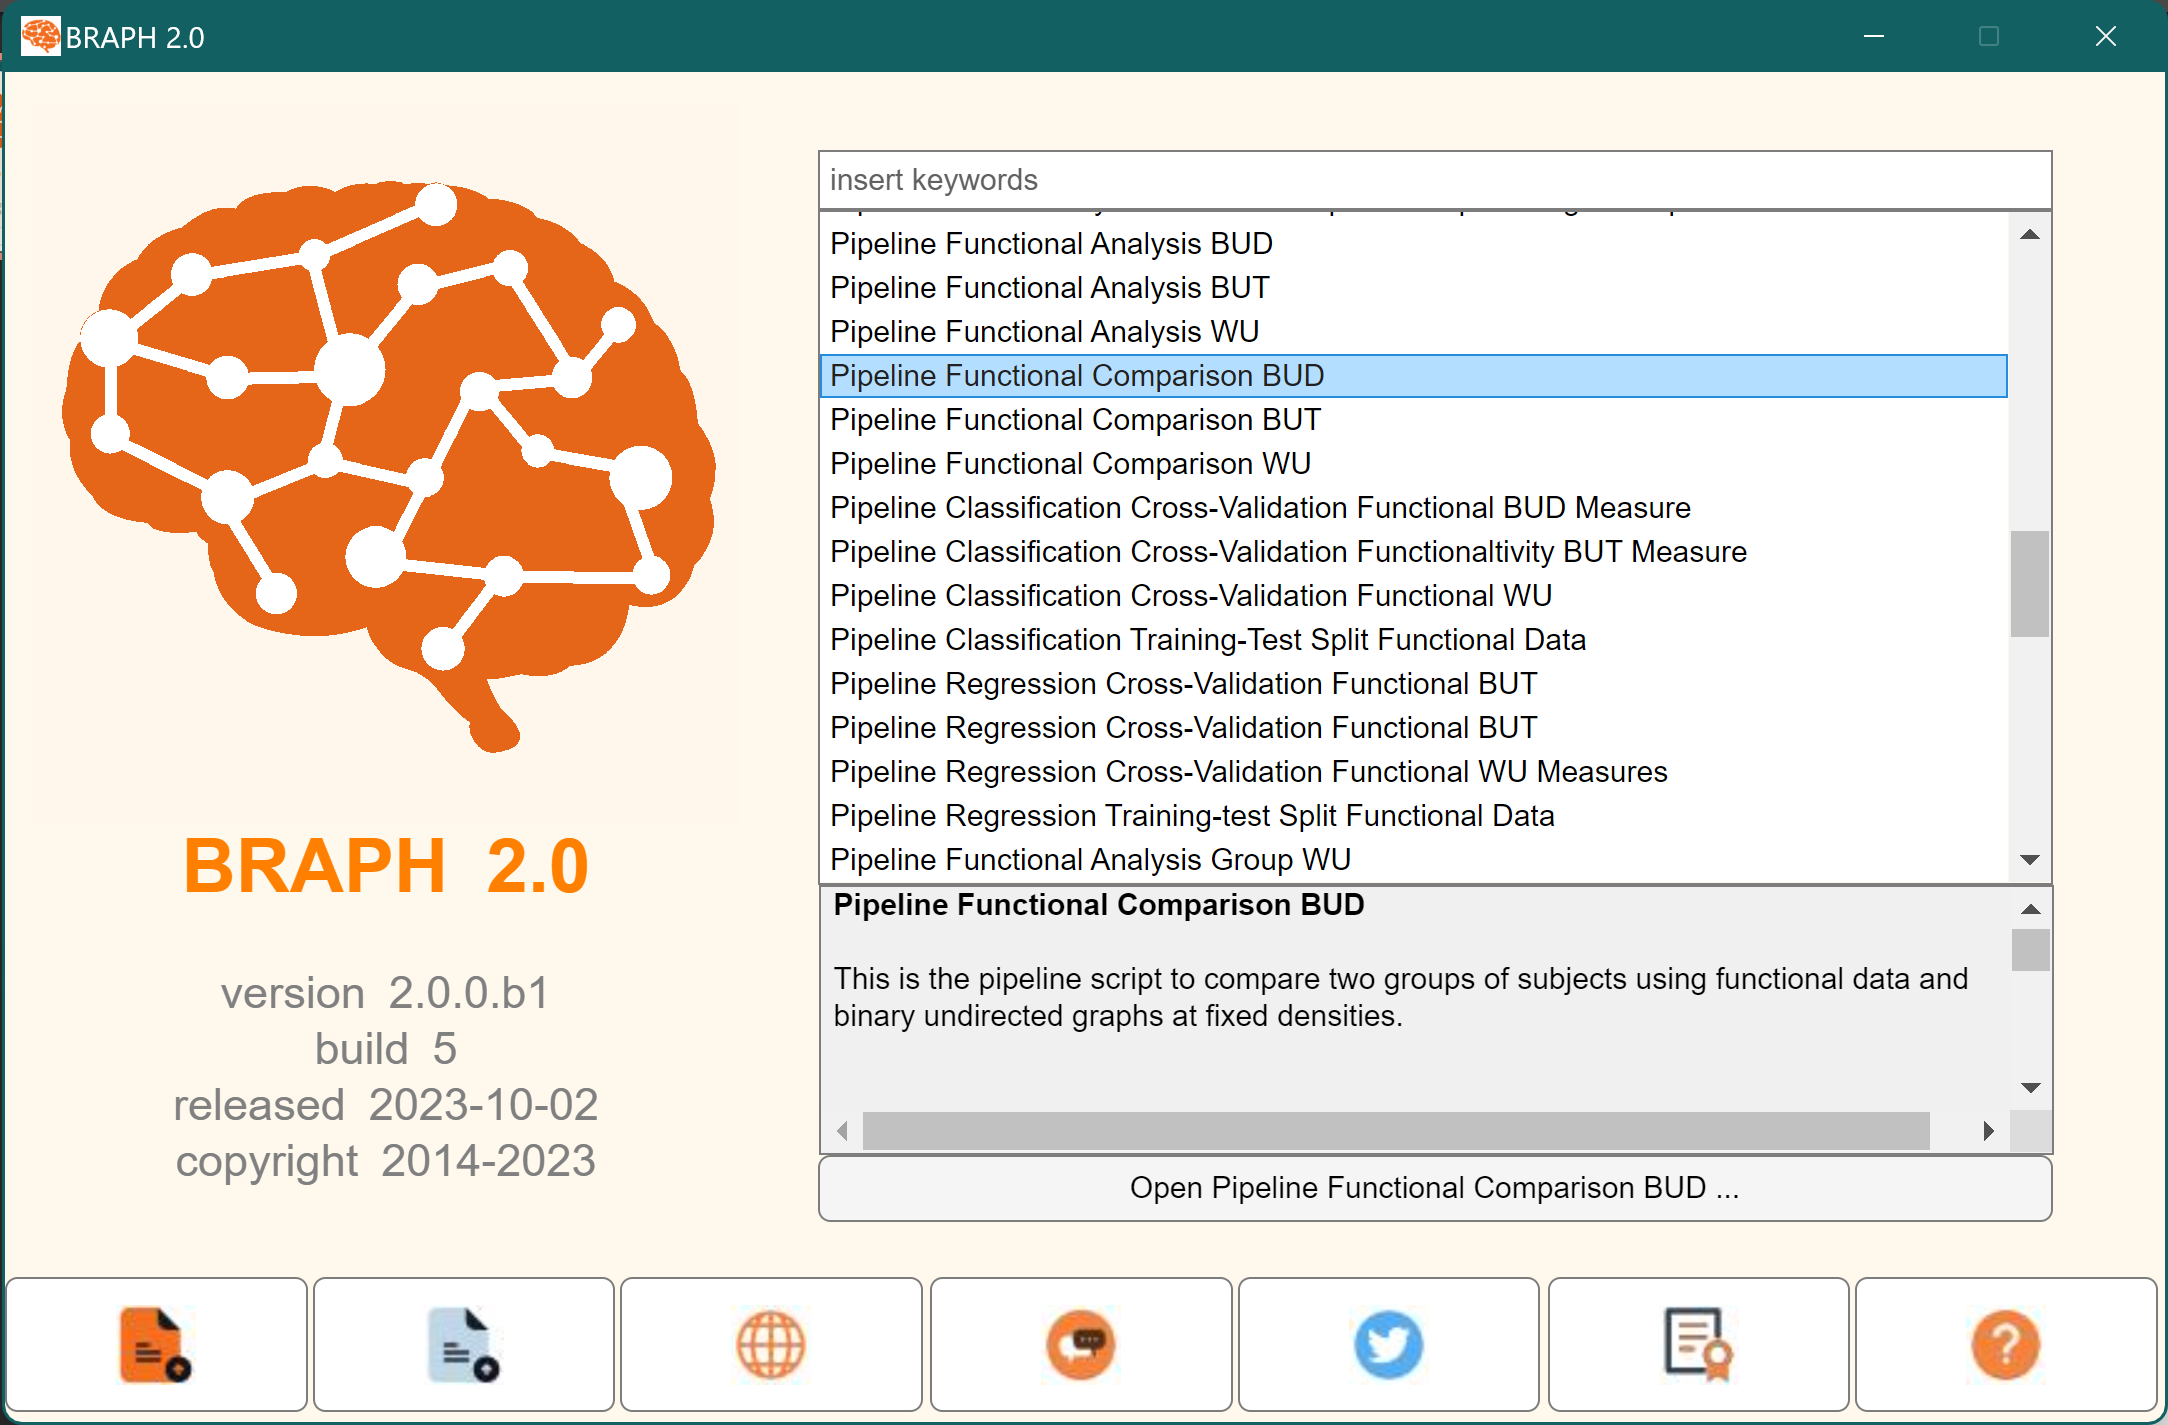 BRAPH 2.0
insert keywords
Pipeline Functional Analysis BUD
Pipeline Functional Analysis BUT
Pipeline Functional Analysis WU
Pipeline Functional Comparison BUD
Pipeline Functional Comparison BUT
Pipeline Functional Comparison WU
Pipeline Classification Cross-Validation Functional BUD Measure
Pipeline Classification Cross-Validation Functionaltivity BUT Measure
Pipeline Classification Cross-Validation Functional WU
Pipeline Classification Training-Test Split Functional Data
Pipeline Regression Cross-Validation Functional BUT
Pipeline Regression Cross-Validation Functional BUT
Pipeline Regression Cross-Validation Functional WU Measures
Pipeline Regression Training-test Split Functional Data
Pipeline Functional Analysis Group WU
Pipeline Functional Comparison BUD
This is the pipeline script to compare two groups of subjects using functional data and
binary undirected graphs at fixed densities.
Open Pipeline Functional Comparison BUD ...
BRAPH 2.0
version 2.0.0.b1
build 5
released 2023-10-02
copyright 2014-2023
?